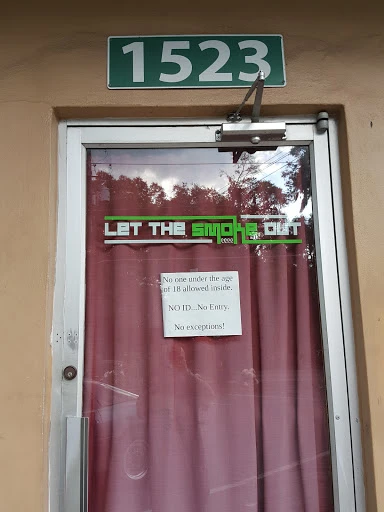 1523
LET THE SMOKE OUT
No one under the age
of 18 allowed inside.
NO ID...No Entry.
No exceptions!